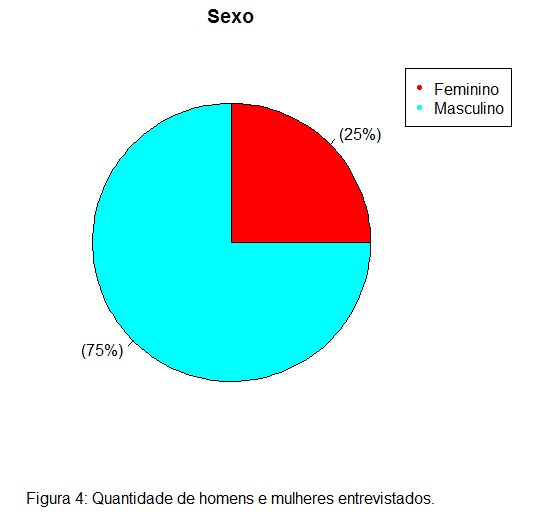 Sexo
Feminino
Masculino
(25%)
(75%)
Figura 4: Quantidade de homens e mulheres entrevistados.